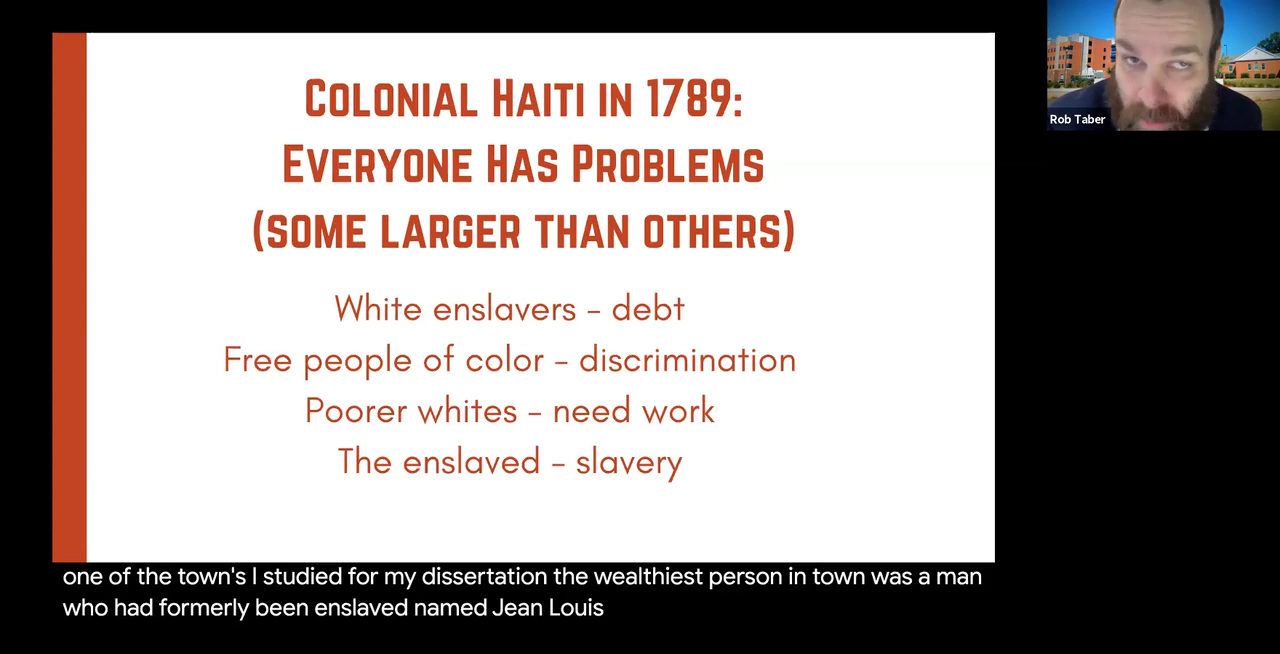 COLONIAL HAITI IN 1789:
EVERYONE HAS PROBLEMS
(SOME LARGER THAN OTHERS)
White enslavers - debt
Free people of color - discrimination
Poorer whites - need work
The enslaved - slavery
Rob Taber
one of the town's I studied for my dissertation the wealthiest person in town was a man
who had formerly been enslaved named Jean Louis